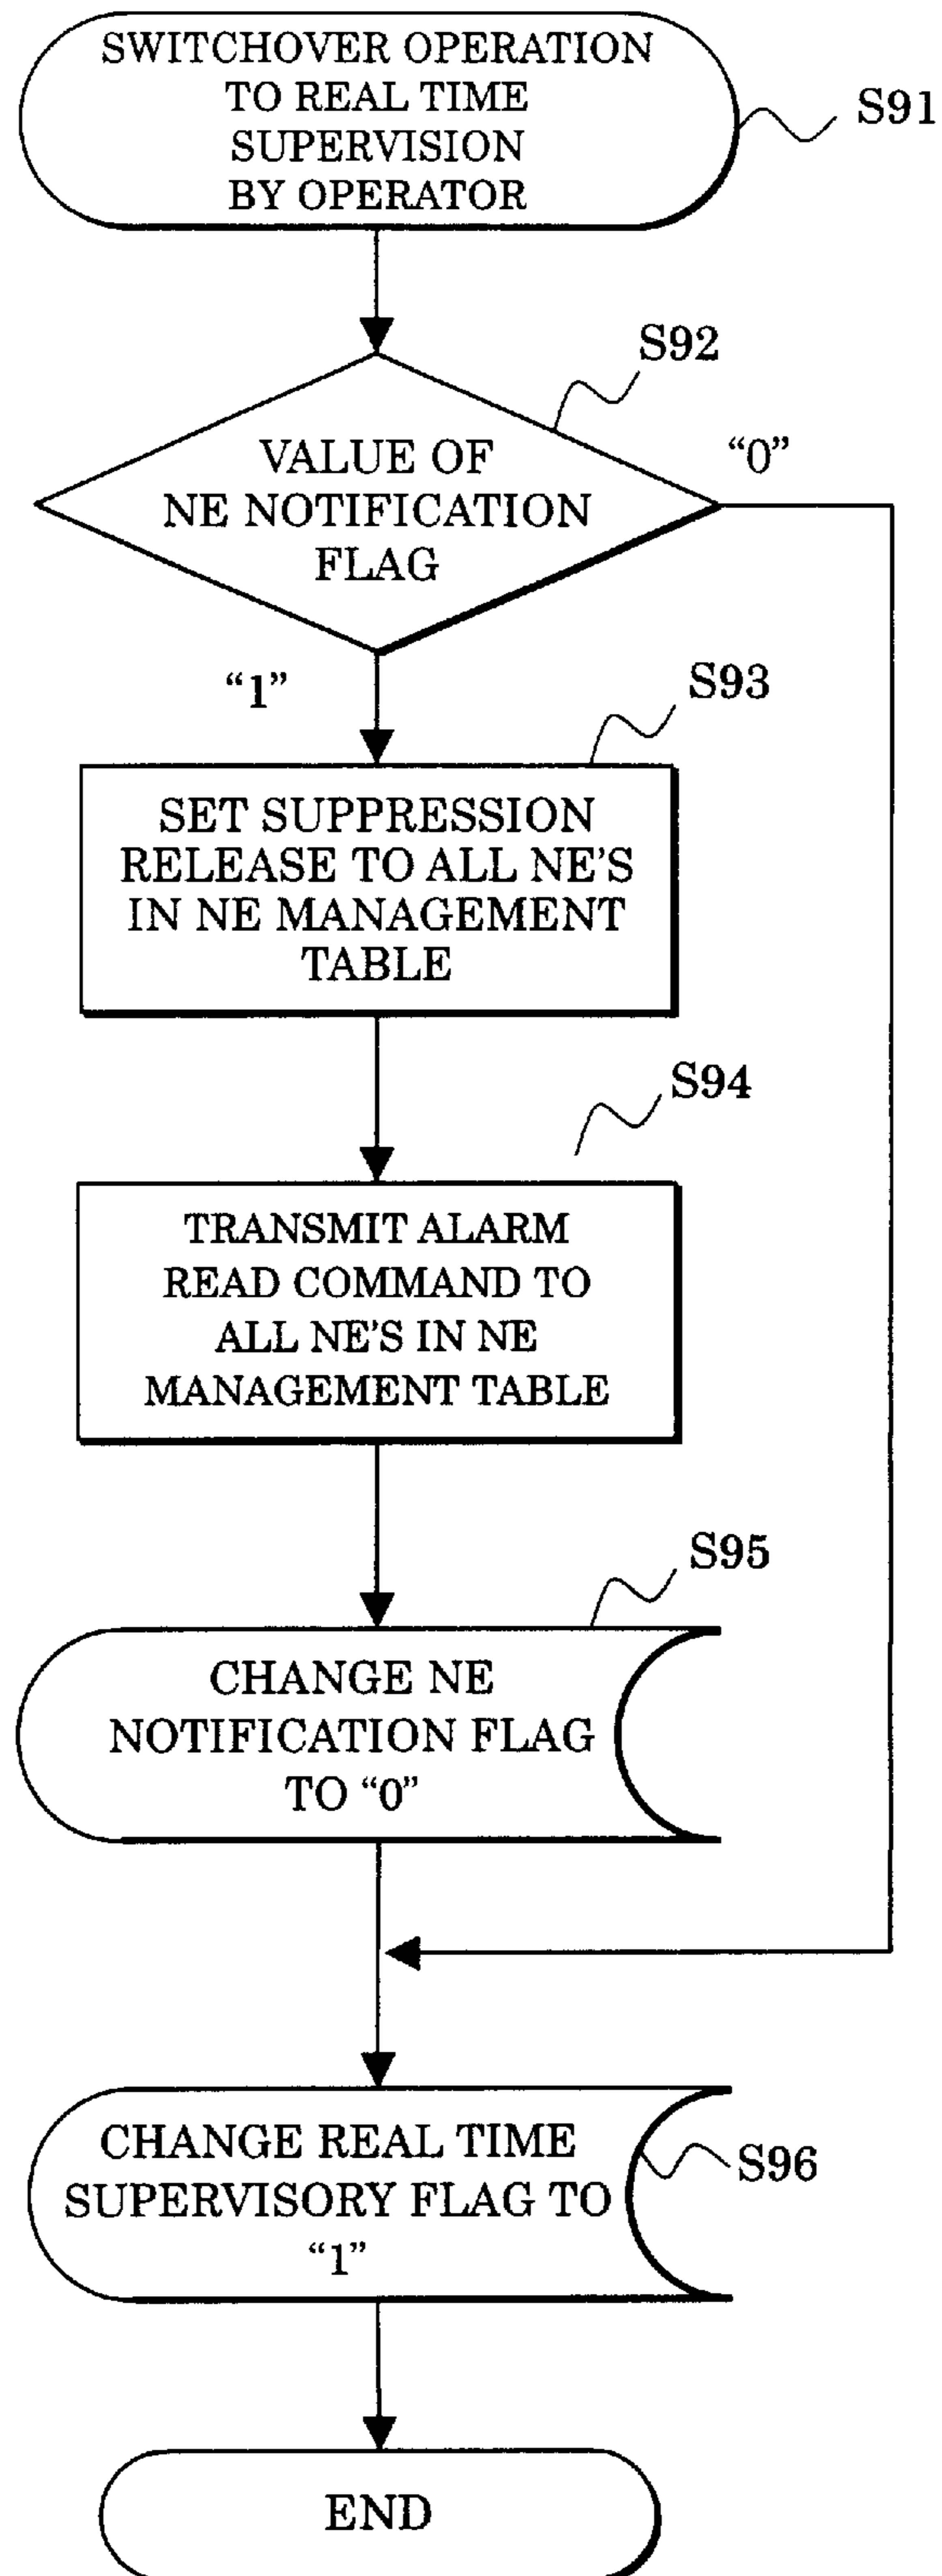 SWITCHOVER OPERATION
TO REAL TIME
SUPERVISION
BY OPERATOR
S91
S92
VALUE OF
NE NOTIFICATION
FLAG
“0”
“1”
S93
SET SUPPRESSION
RELEASE TO ALL NE'S
IN NE MANAGEMENT
TABLE
S94
TRANSMIT ALARM
READ COMMAND TO
ALL NE'S IN NE
MANAGEMENT TABLE
S95
CHANGE NE
NOTIFICATION FLAG
TO “0”
CHANGE REAL TIME
SUPERVISORY FLAG TO
“1”
S96
END